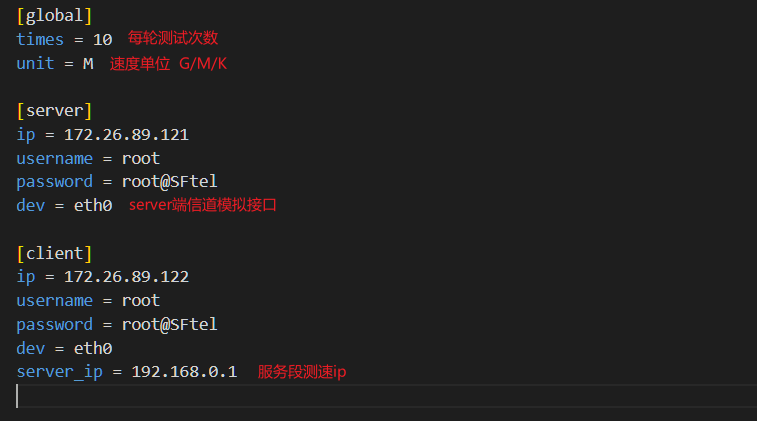 [global]
times = 10 每轮测试次数
unit = M 速度单位 G/M/K
[server]
ip = 172.26.89.121
username = root
password = root@SFtel
dev = eth0 server端信道模拟接口
[client]
ip = 172.26.89.122
username = root
password = root@SFtel
dev = eth0
server_ip = 192.168.0.1 服务段测速ip